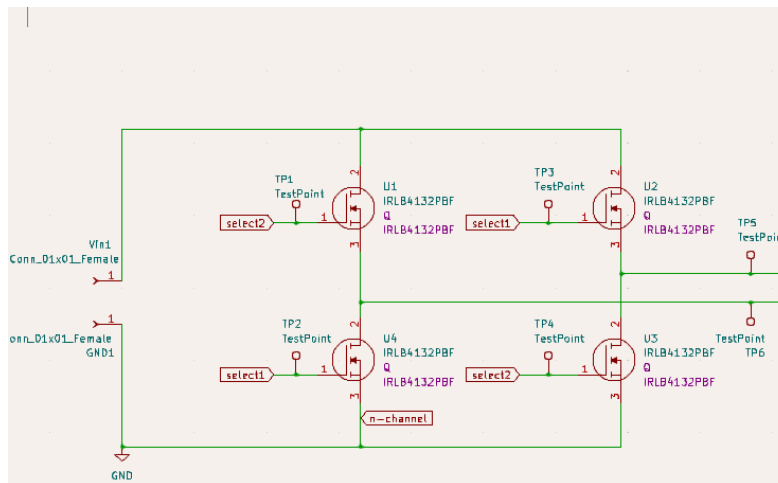 TP1
TestPoint
2
U1
IRLB4132PBF
Q
IRLB4132PBF
select2
1
3
TP3
TestPoint
2
U2
IRLB4132PBF
Q
IRLB4132PBF
select1
1
3
TP5
TestPoin
Vin1
Conn_01x01_Female
1
1
onn_01x01_Female
GND1
TP2
TestPoint
2
U4
IRLB4132PBF
Q
IRLB4132PBF
select1
1
3
n-channel
TP4
TestPoint
2
U3
IRLB4132PBF
Q
IRLB4132PBF
select2
1
3
TestPoint
TP6
GND